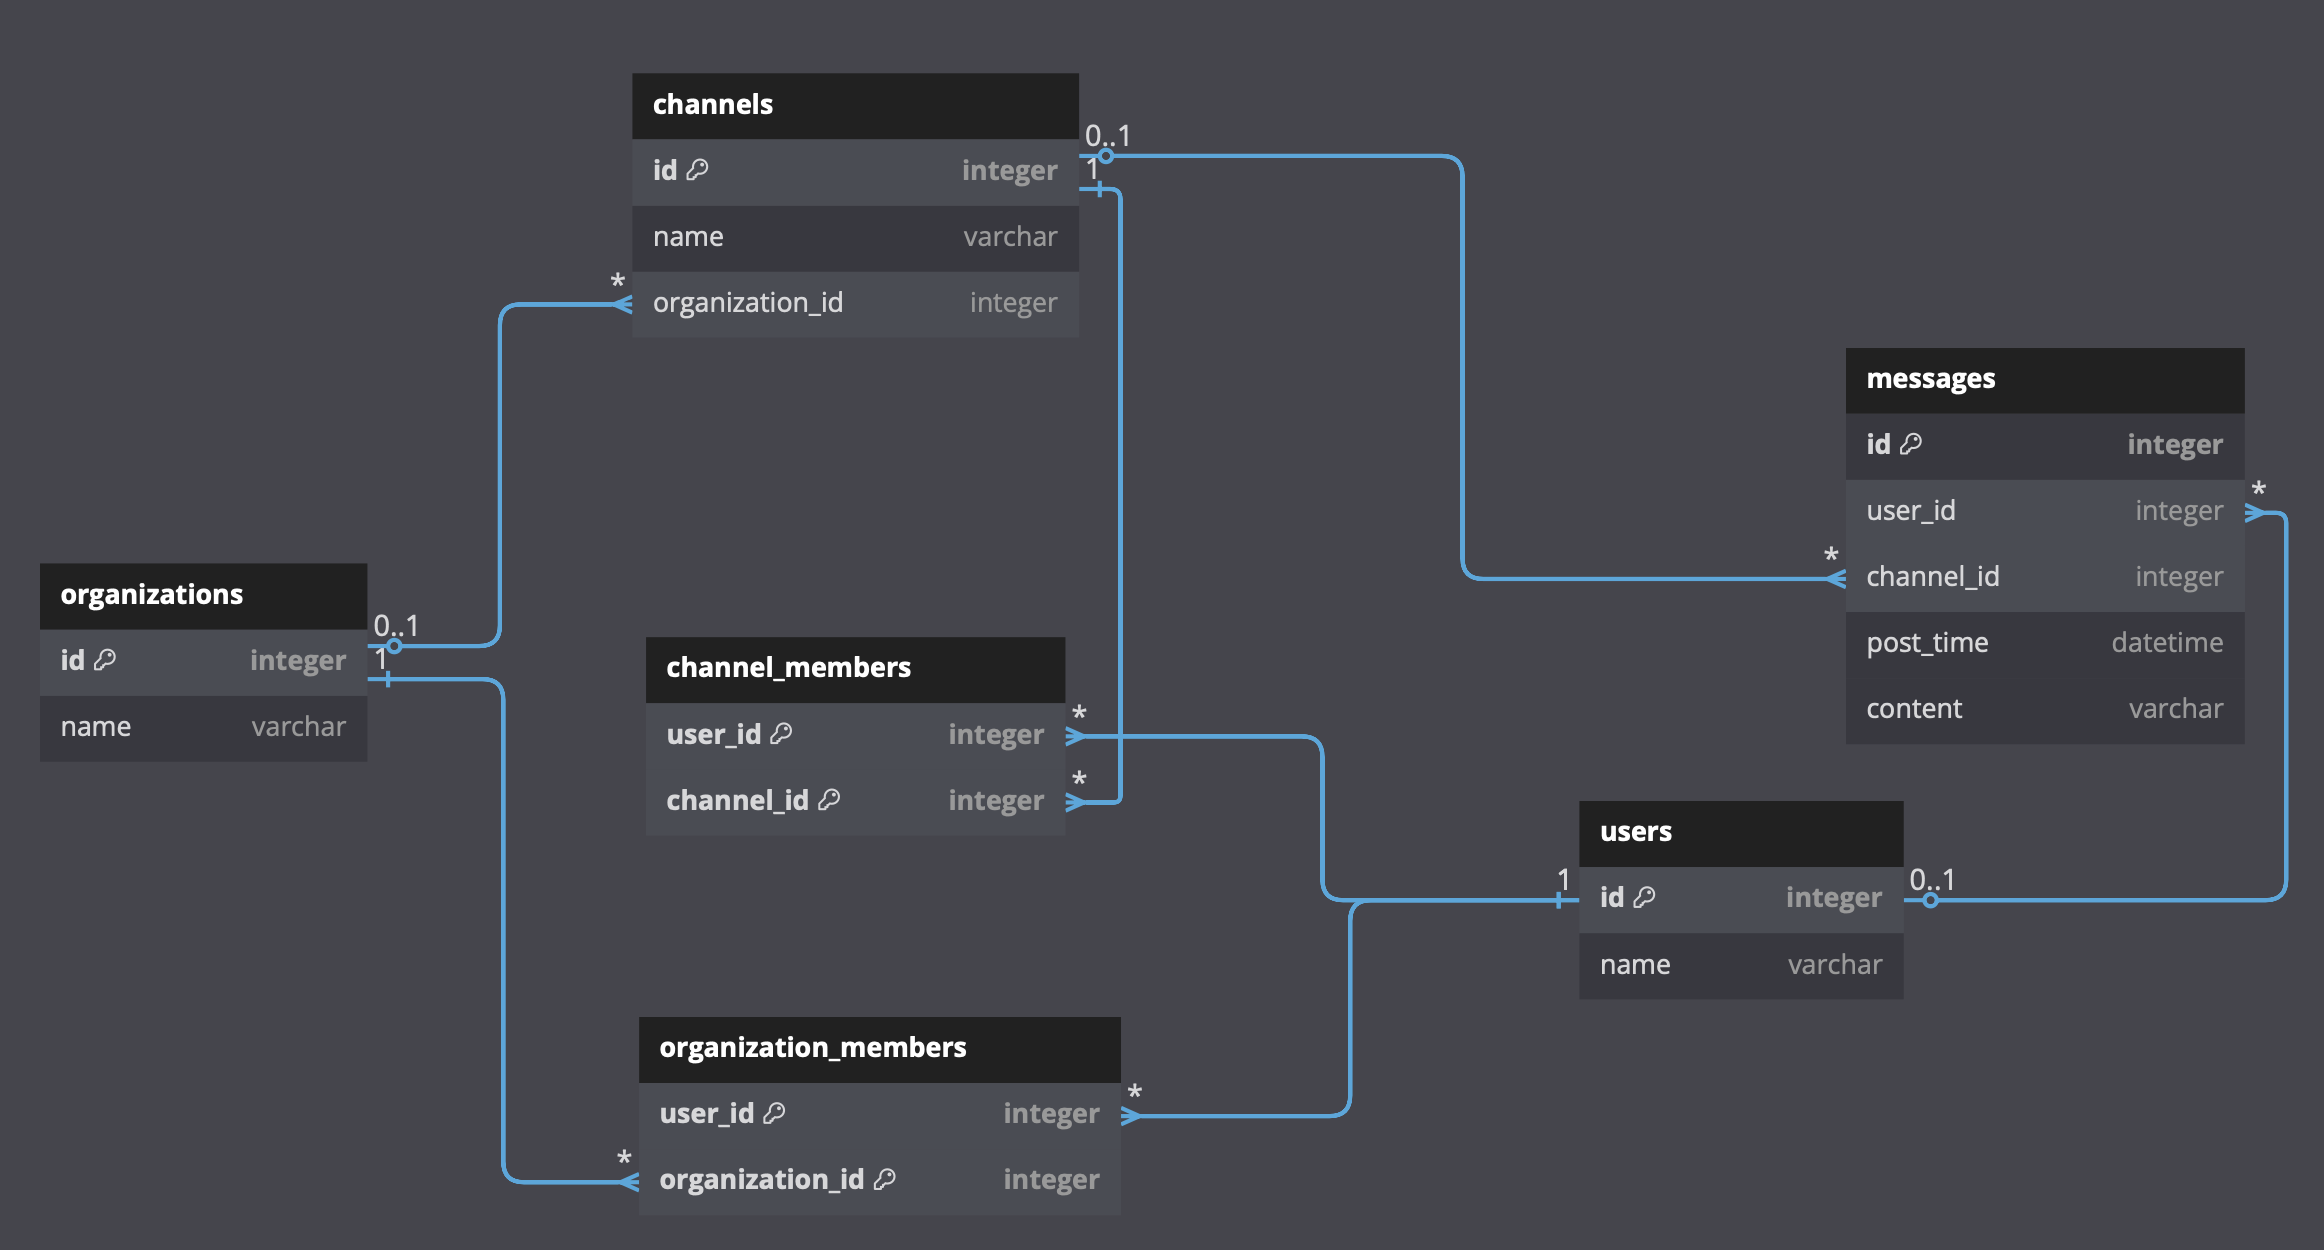 channels
0..1
id integer
1
name varchar
*
organization_id integer
messages
id integer
*
user_id integer
*
channel_id integer
post_time datetime
content varchar
organizations
0..1
id integer
1
name varchar
channel_members
*
user_id integer
*
channel_id integer
users
1
0..1
id integer
name varchar
organization_members
*
user_id integer
*
organization_id integer